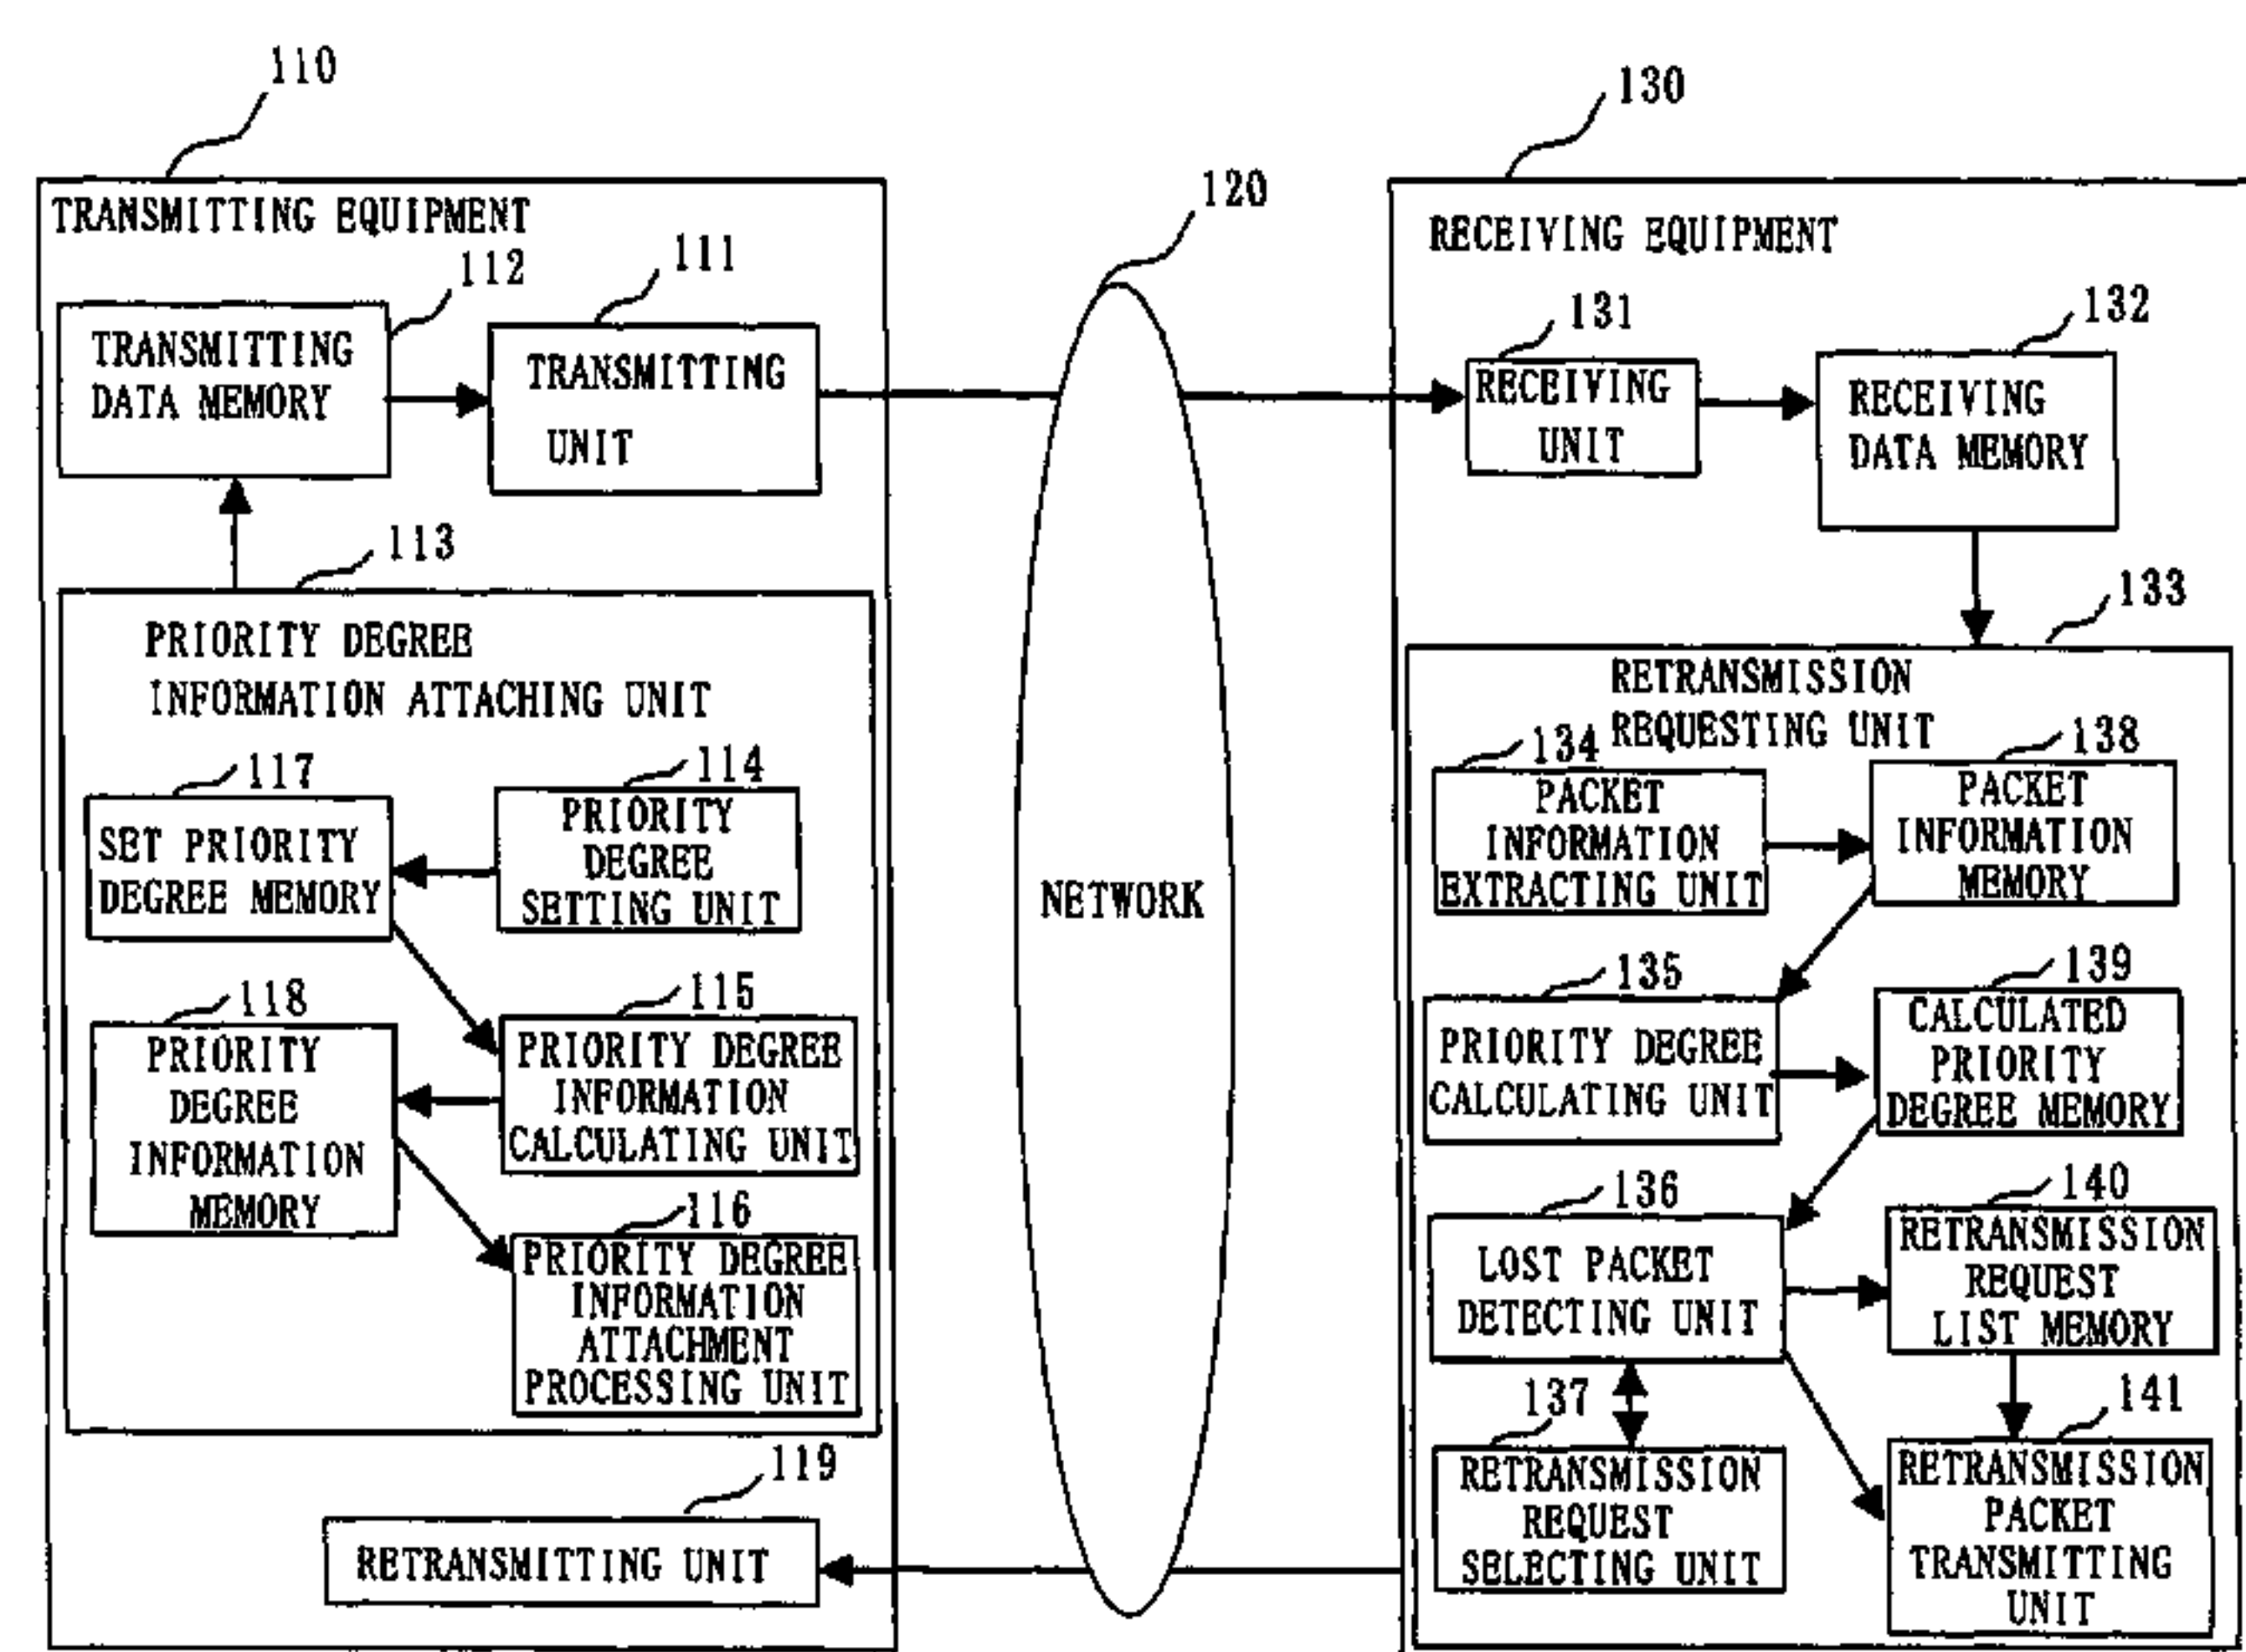 110
TRANSMITTING EQUIPMENT
112
111
TRANSMITTING
DATA MEMORY
TRANSMITTING
UNIT
113
PRIORITY DEGREE
INFORMATION ATTACHING UNIT
117
114
SET PRIORITY
DEGREE MEMORY
PRIORITY
DEGREE
SETTING UNIT
118
115
PRIORITY
DEGREE
INFORMATION
MEMORY
PRIORITY DEGREE
INFORMATION
CALCULATING UNIT
116
PRIORITY DEGREE
INFORMATION
ATTACHMENT
PROCESSING UNIT
119
RETRANSMITTING UNIT
120
NETWORK
130
RECEIVING EQUIPMENT
131
132
RECEIVING
UNIT
RECEIVING
DATA MEMORY
133
RETRANSMISSION
REQUESTING UNIT
134
138
PACKET
INFORMATION
EXTRACTING UNIT
PACKET
INFORMATION
MEMORY
135
139
PRIORITY DEGREE
CALCULATING UNIT
CALCULATED
PRIORITY
DEGREE MEMORY
136
140
LOST PACKET
DETECTING UNIT
RETRANSMISSION
REQUEST
LIST MEMORY
137
141
RETRANSMISSION
REQUEST
SELECTING UNIT
RETRANSMISSION
PACKET
TRANSMITTING
UNIT